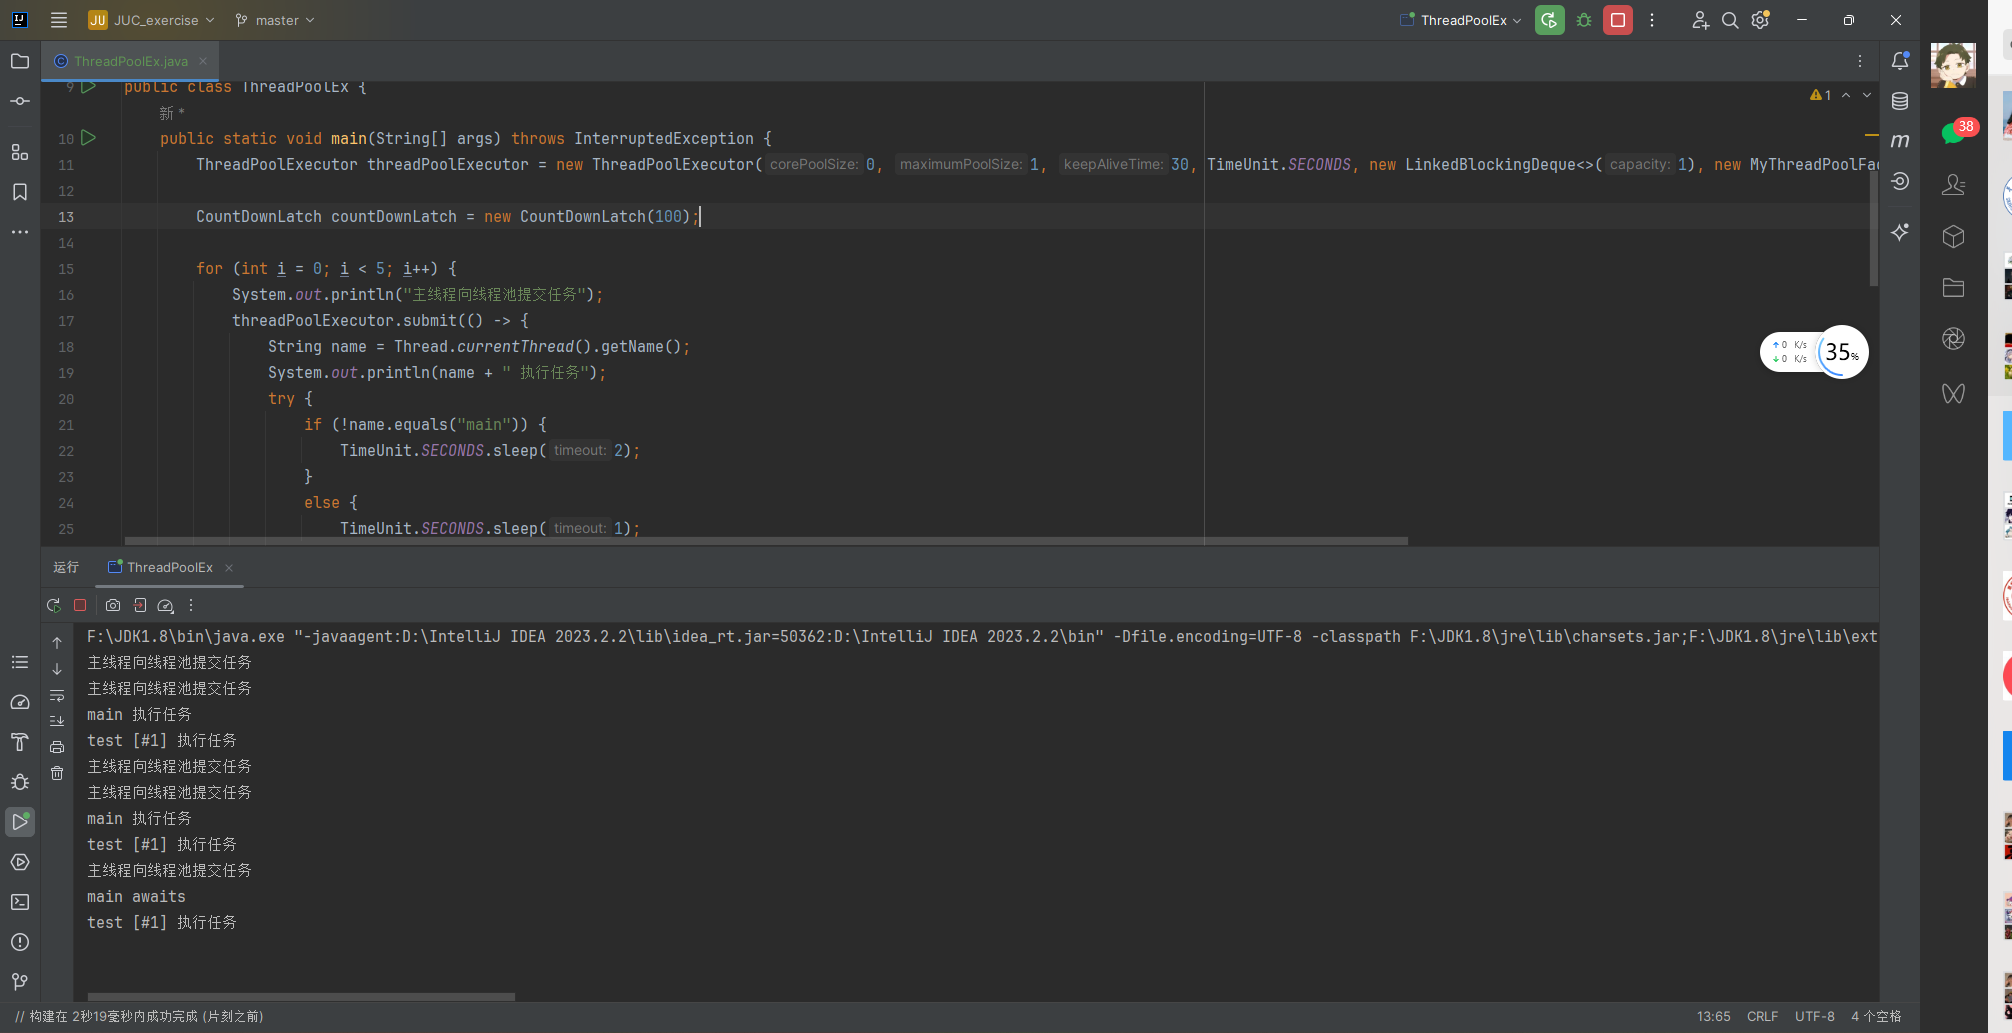 JU JUC_exercise master ThreadPoolEx
ThreadPoolEx.java
9 public class ThreadPoolEx {
新 *
10 public static void main(String[] args) throws InterruptedException {
11 ThreadPoolExecutor threadPoolExecutor = new ThreadPoolExecutor( corePoolSize: 0, maximumPoolSize: 1, keepAliveTime: 30, TimeUnit.SECONDS, new LinkedBlockingDeque<>( capacity: 1), new MyThreadPoolFac
12
13 CountDownLatch countDownLatch = new CountDownLatch(100);
14
15 for (int i = 0; i < 5; i++) {
16 System.out.println("主线程向线程池提交任务");
17 threadPoolExecutor.submit(() -> {
18 String name = Thread.currentThread().getName();
19 System.out.println(name + " 执行任务");
20 try {
21 if (!name.equals("main")) {
22 TimeUnit.SECONDS.sleep( timeout: 2);
23 }
24 else {
25 TimeUnit.SECONDS.sleep( timeout: 1);
1
38
↑0 K/s
↓0 K/s
35%
运行 ThreadPoolEx
F:\JDK1.8\bin\java.exe "-javaagent:D:\IntelliJ IDEA 2023.2.2\lib\idea_rt.jar=50362:D:\IntelliJ IDEA 2023.2.2\bin" -Dfile.encoding=UTF-8 -classpath F:\JDK1.8\jre\lib\charsets.jar;F:\JDK1.8\jre\lib\ext
主线程向线程池提交任务
主线程向线程池提交任务
main 执行任务
test [#1] 执行任务
主线程向线程池提交任务
主线程向线程池提交任务
main 执行任务
test [#1] 执行任务
主线程向线程池提交任务
main awaits
test [#1] 执行任务
// 构建在 2秒19毫秒内成功完成 (片刻之前) 13:65 CRLF UTF-8 4 个空格